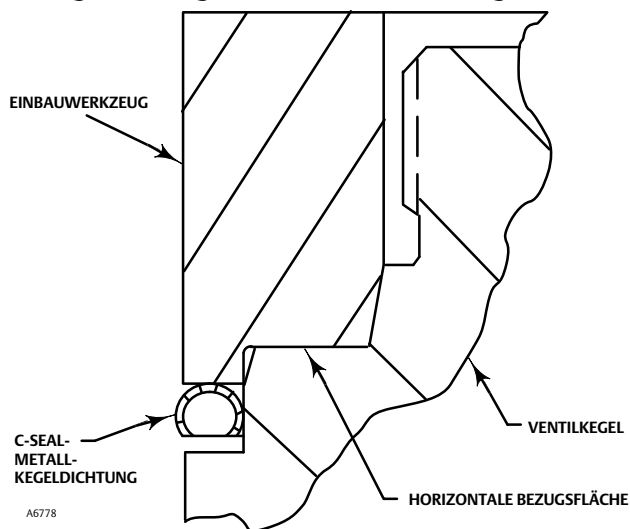 EINBAUWERKZEUG
C-SEAL-
METALL-
KEGELDICHTUNG
VENTILKEGEL
HORIZONTALE BEZUGSFLÄCHE
A6778